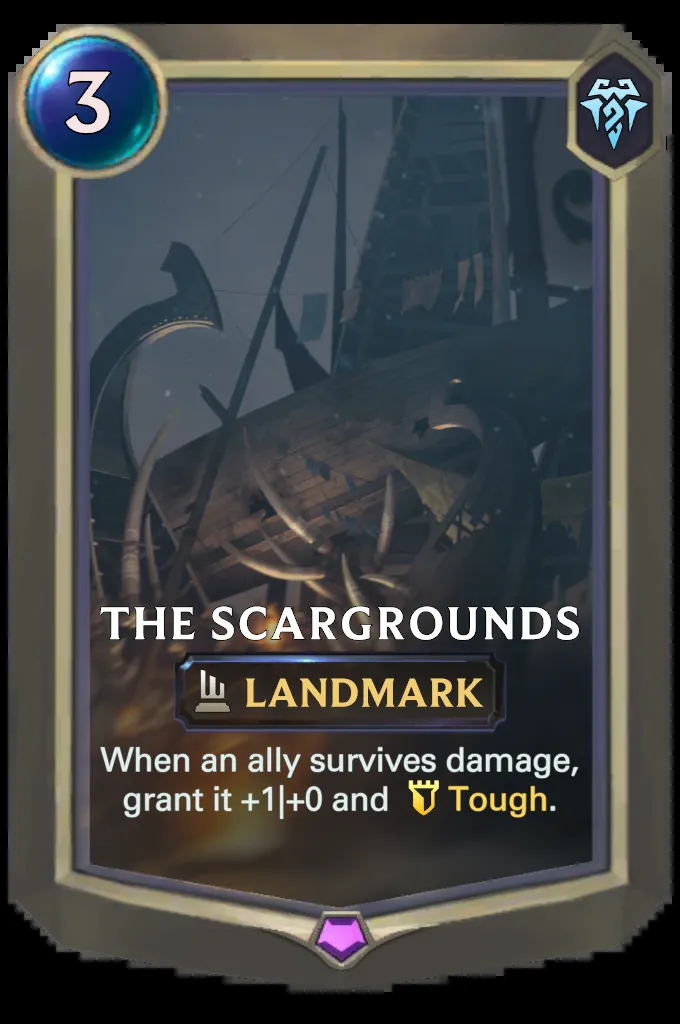 3
THE SCARGROUNDS
LANDMARK
When an ally survives damage,
grant it +1|+0 and Tough.